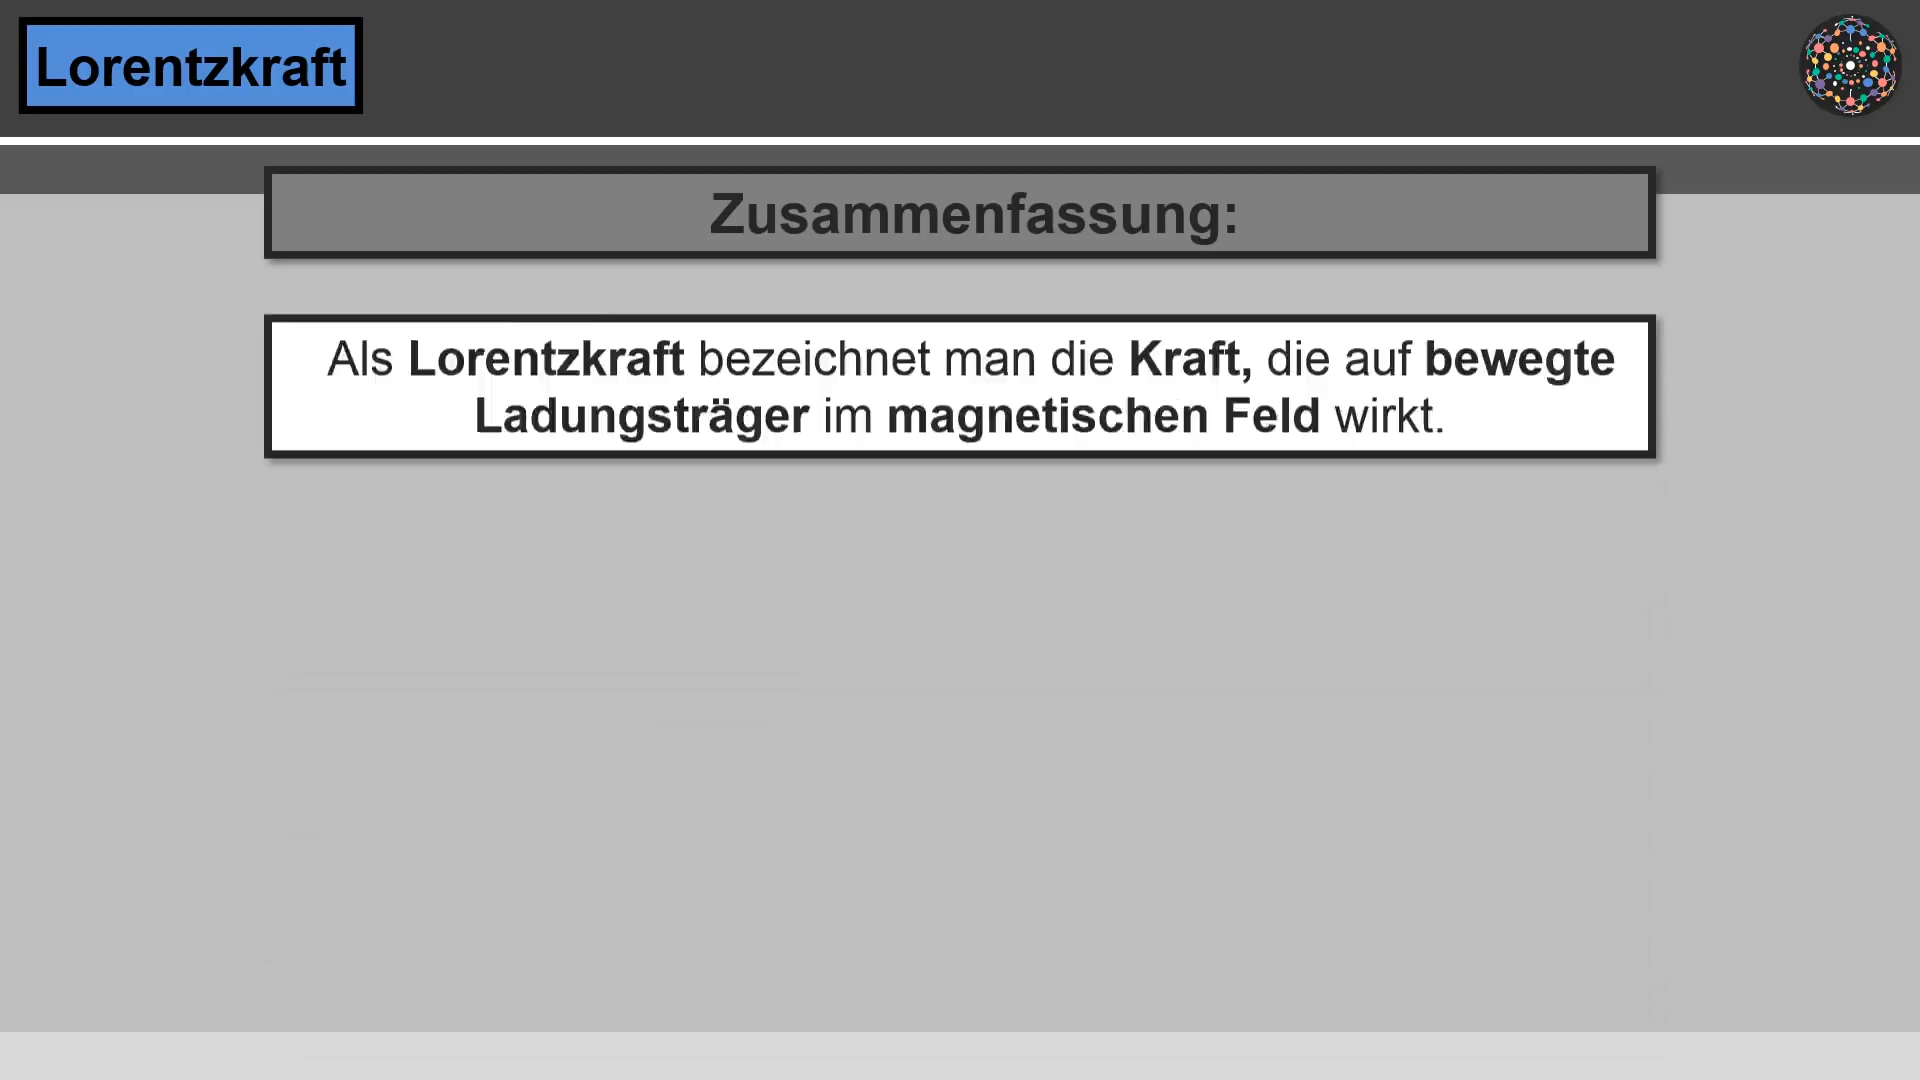 Lorentzkraft
Zusammenfassung:
Als Lorentzkraft bezeichnet man die Kraft, die auf bewegte
Ladungsträger im magnetischen Feld wirkt.